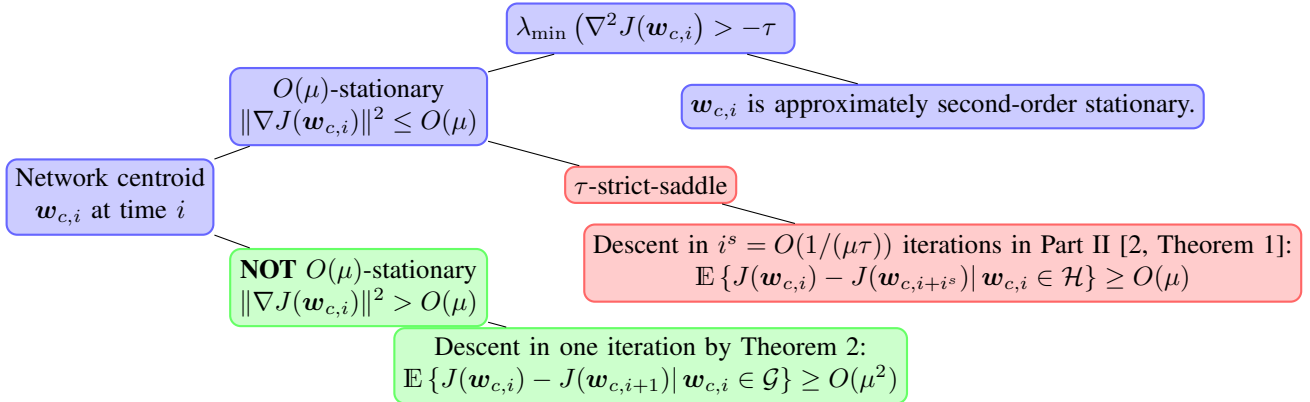 λ_min (∇²J(w_{c,i})) > −τ
O(μ)-stationary
‖∇J(w_{c,i})‖² ≤ O(μ)
w_{c,i} is approximately second-order stationary.
Network centroid
w_{c,i} at time i
τ-strict-saddle
Descent in i^s = O(1/(μτ)) iterations in Part II [2, Theorem 1]:
𝔼 {J(w_{c,i}) − J(w_{c,i+i^s})| w_{c,i} ∈ ℋ} ≥ O(μ)
NOT O(μ)-stationary
‖∇J(w_{c,i})‖² > O(μ)
Descent in one iteration by Theorem 2:
𝔼 {J(w_{c,i}) − J(w_{c,i+1})| w_{c,i} ∈ 𝒢} ≥ O(μ²)